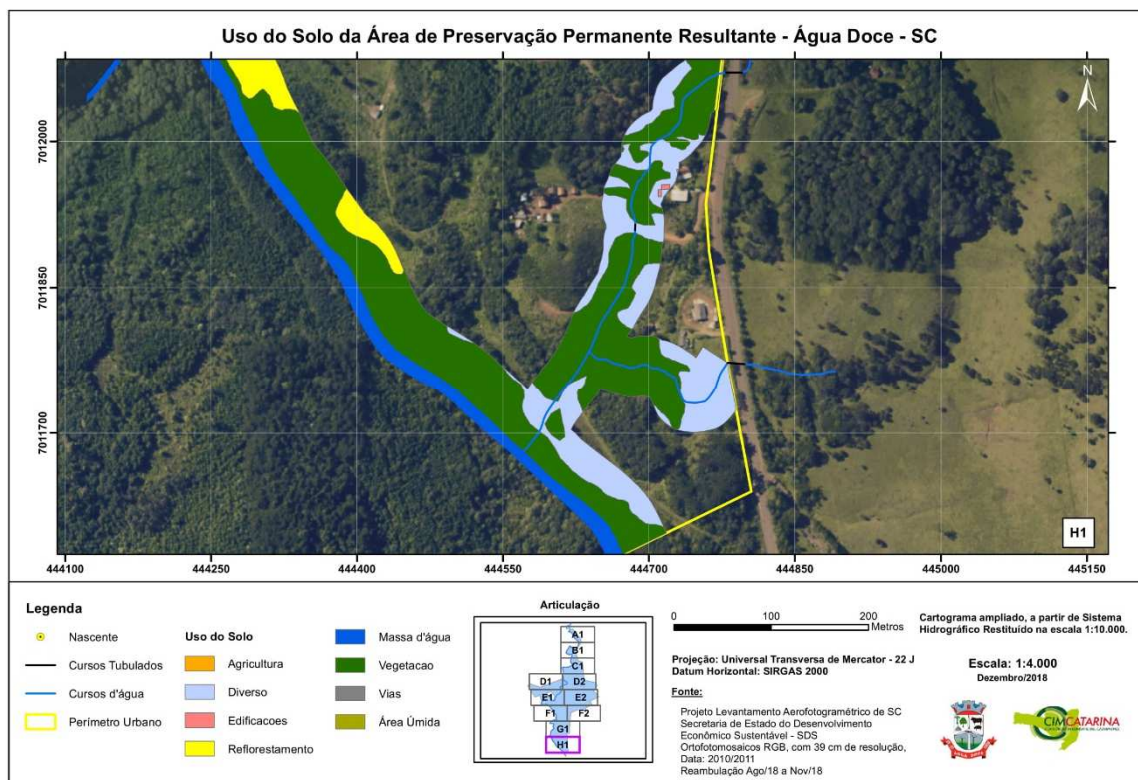 Uso do Solo da Área de Preservação Permanente Resultante - Água Doce - SC
N
7012000
7011850
7011700
H1
444100
444250
444400
444550
444700
444850
445000
445150
Legenda
Nascente
Cursos Tubulados
Cursos d'água
Perímetro Urbano
Uso do Solo
Agricultura
Diverso
Edificacoes
Reflorestamento
Massa d'água
Vegetacao
Vias
Área Úmida
Articulação
A1
B1
C1
D1
D2
E1
E2
F1
F2
G1
H1
0
100
200
Metros
Projeção: Universal Transversa de Mercator - 22 J
Datum Horizontal: SIRGAS 2000
Fonte:
Projeto Levantamento Aerofotogramétrico de SC
Secretaria de Estado do Desenvolvimento
Econômico Sustentável - SDS
Ortofotomosaicos RGB, com 39 cm de resolução,
Data: 2010/2011
Reambulação Ago/18 a Nov/18
Cartograma ampliado, a partir de Sistema
Hidrográfico Restituído na escala 1:10.000.
Escala: 1:4.000
Dezembro/2018
CIMCATARINA